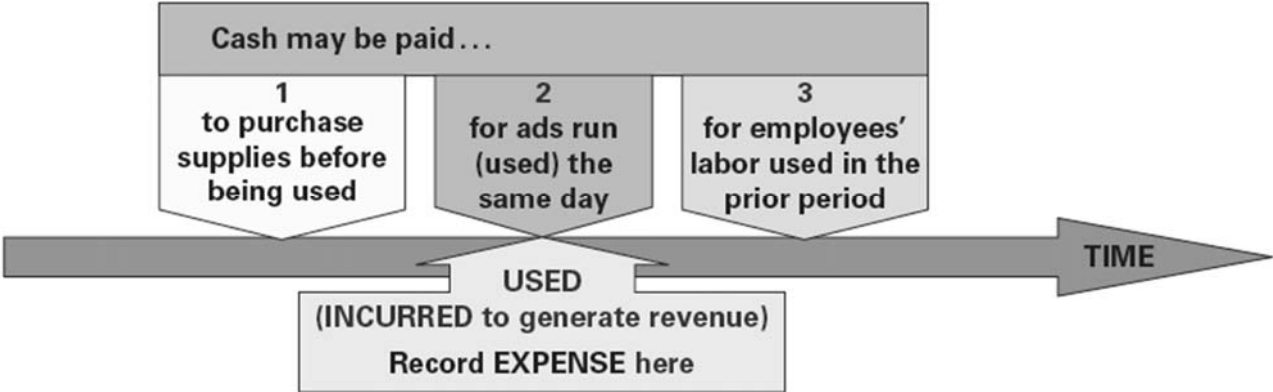 Cash may be paid...
1
to purchase
supplies before
being used
2
for ads run
(used) the
same day
3
for employees’
labor used in the
prior period
TIME
USED
(INCURRED to generate revenue)
Record EXPENSE here